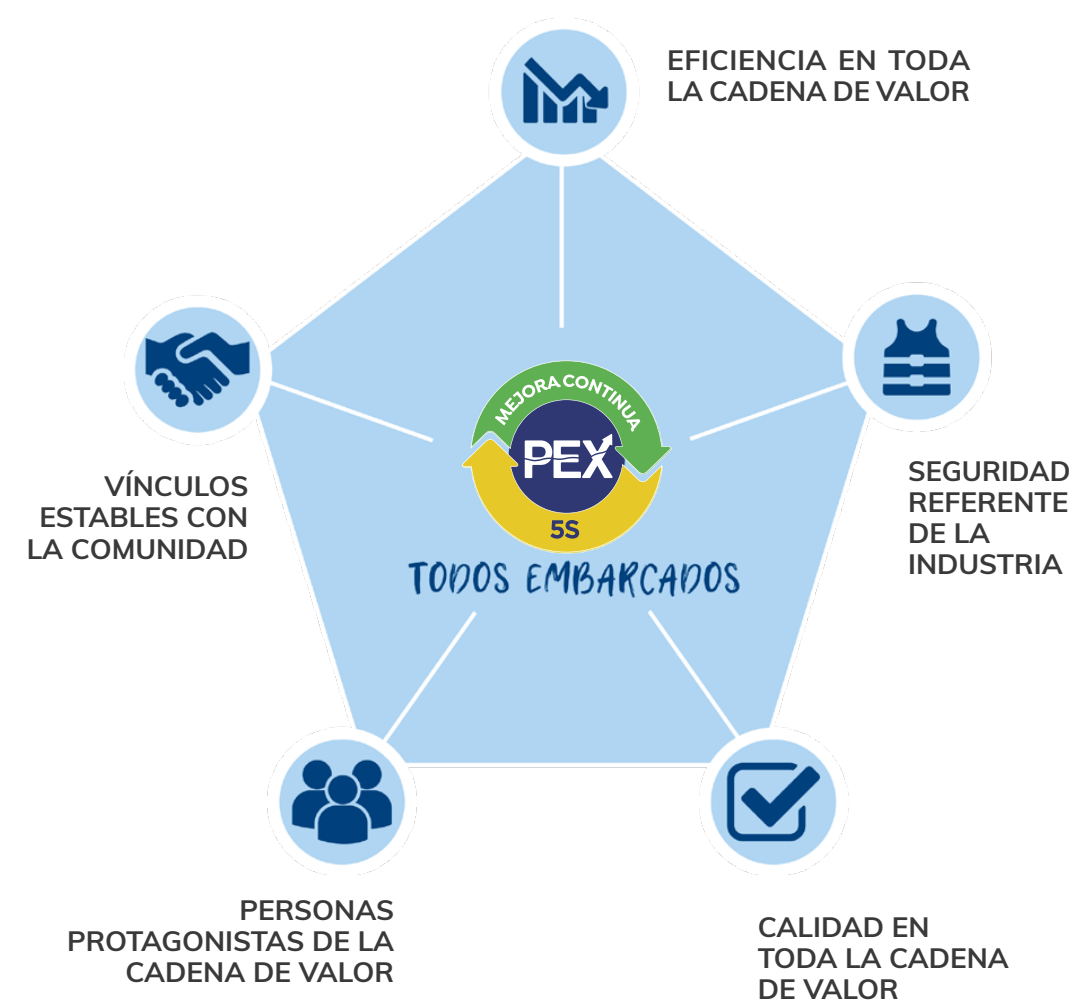 EFICIENCIA EN TODA
LA CADENA DE VALOR
MEJORA CONTINUA
PEX
5S
TODOS EMBARCADOS
VÍNCULOS
ESTABLES CON
LA COMUNIDAD
SEGURIDAD
REFERENTE
DE LA
INDUSTRIA
PERSONAS
PROTAGONISTAS DE LA
CADENA DE VALOR
CALIDAD EN
TODA LA CADENA
DE VALOR